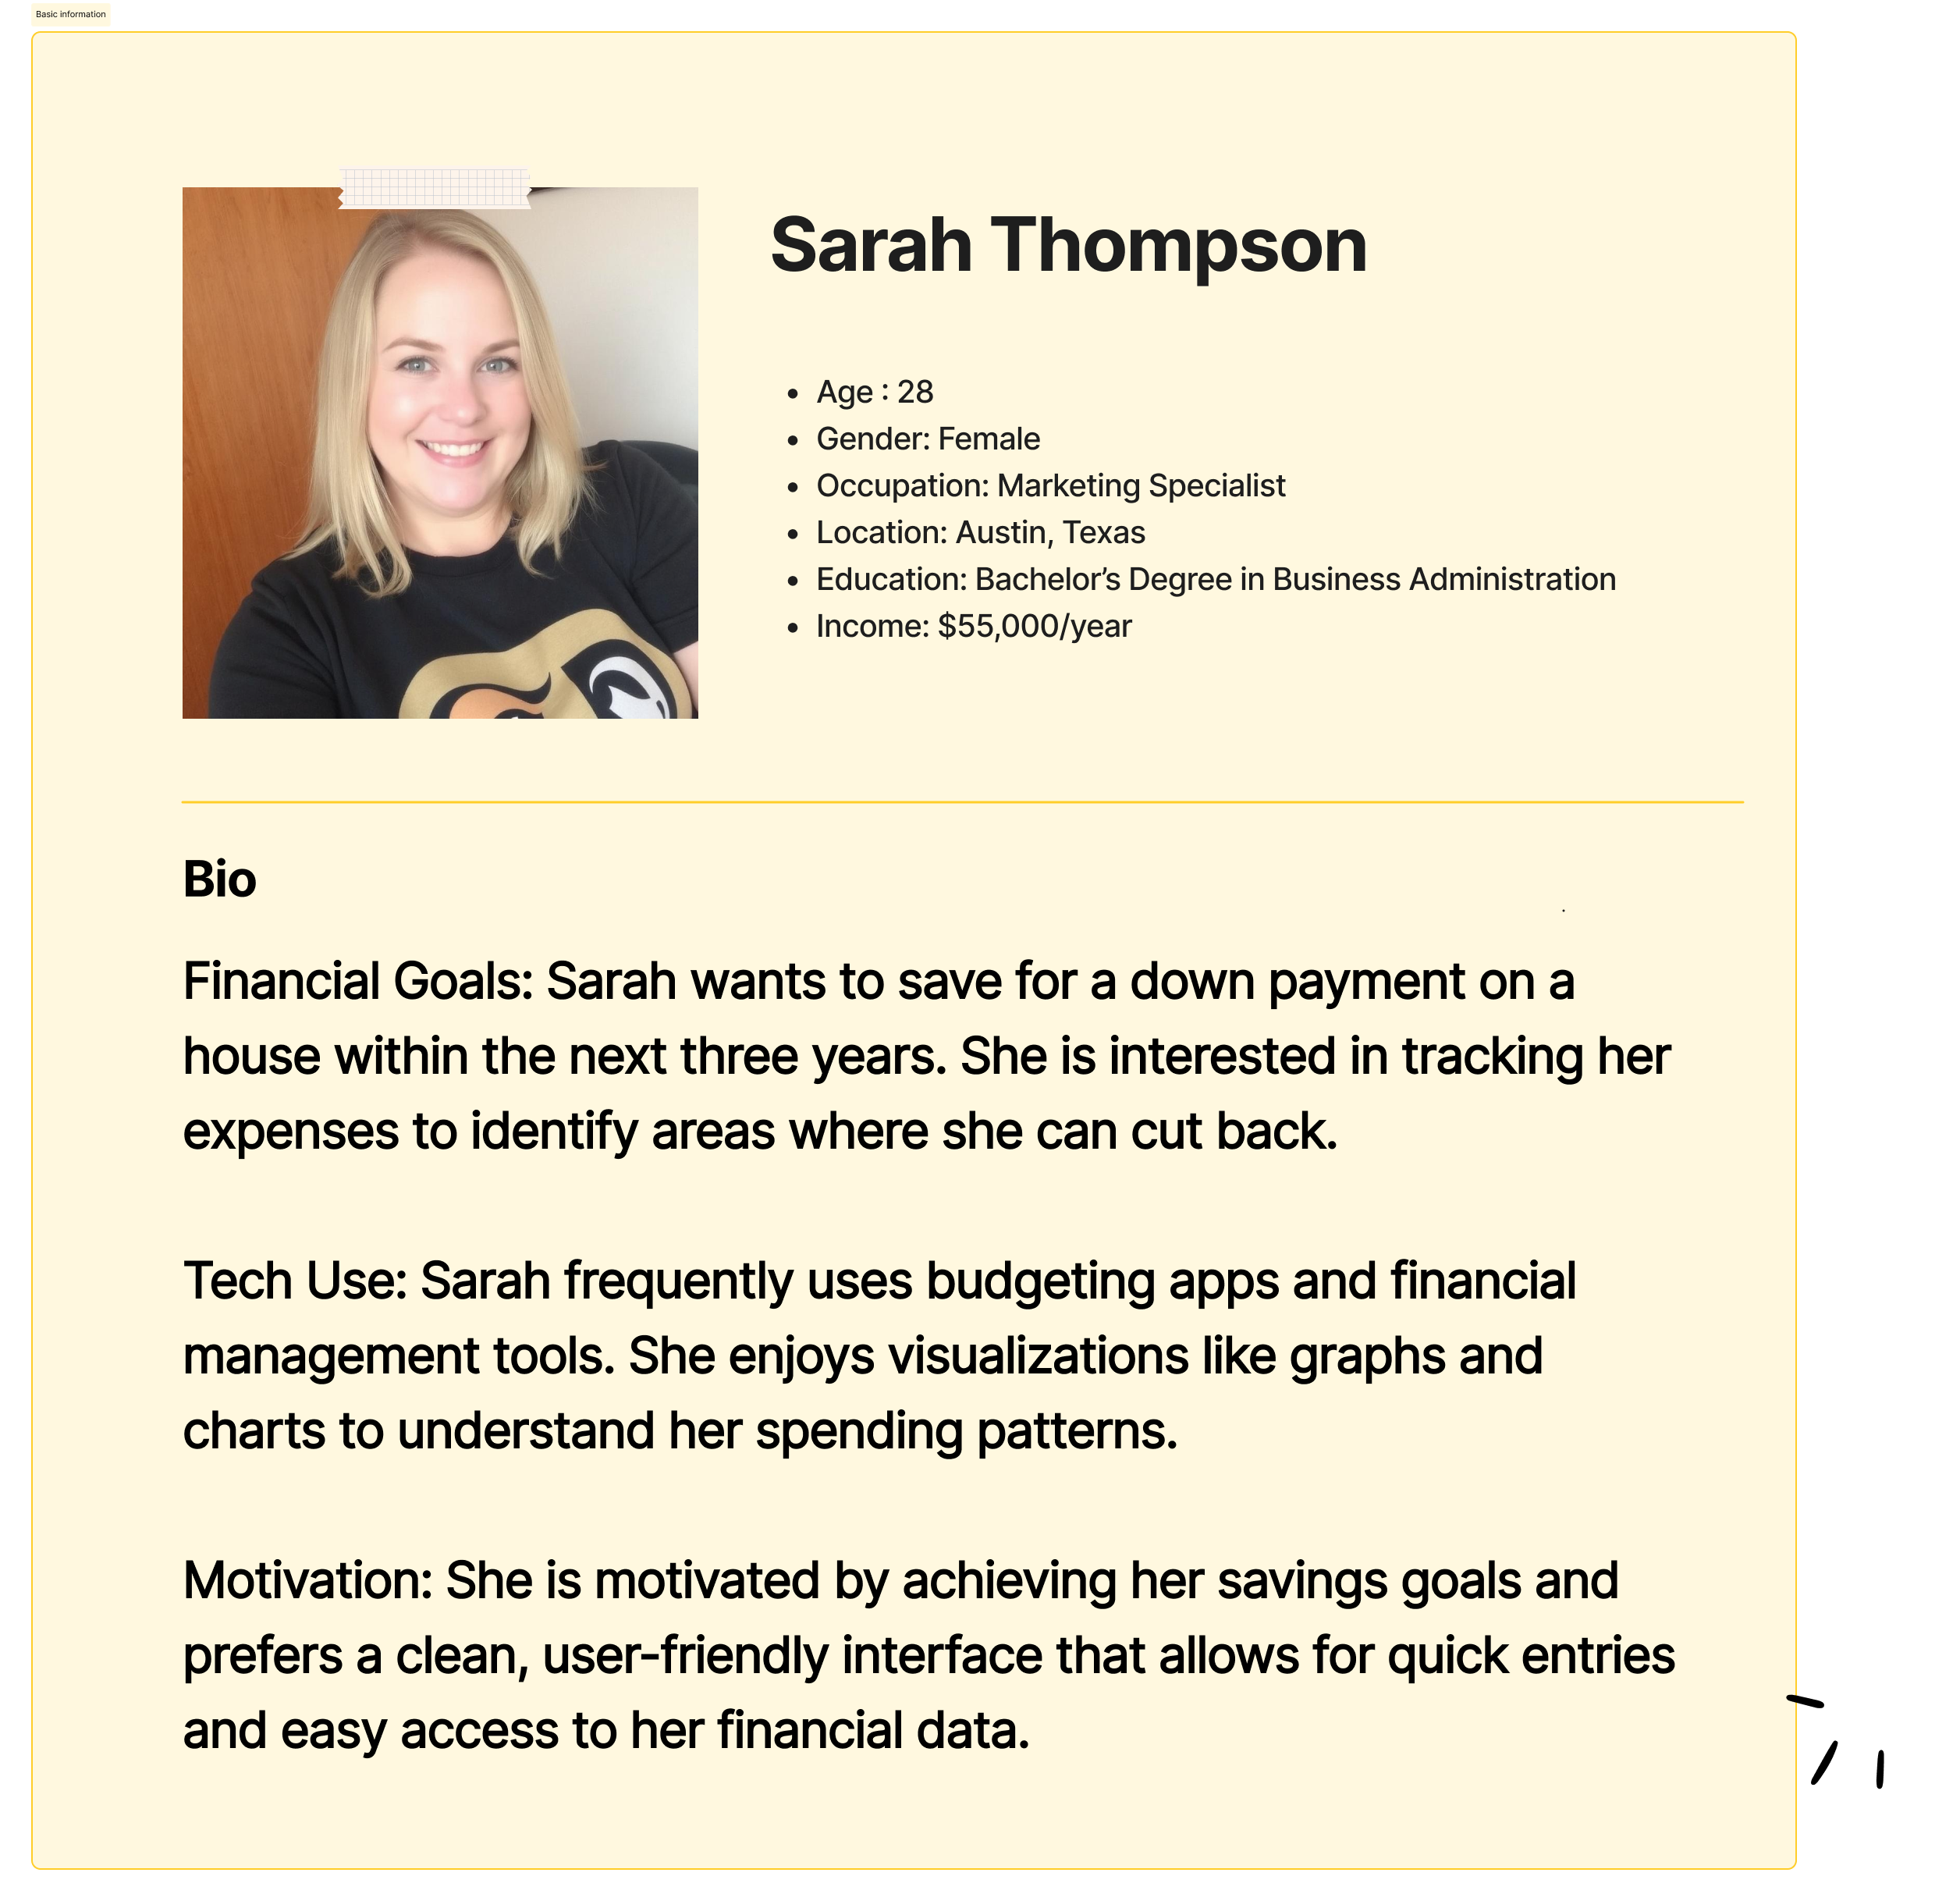 Basic information
Sarah Thompson
• Age : 28
• Gender: Female
• Occupation: Marketing Specialist
• Location: Austin, Texas
• Education: Bachelor’s Degree in Business Administration
• Income: $55,000/year
Bio
Financial Goals: Sarah wants to save for a down payment on a
house within the next three years. She is interested in tracking her
expenses to identify areas where she can cut back.
Tech Use: Sarah frequently uses budgeting apps and financial
management tools. She enjoys visualizations like graphs and
charts to understand her spending patterns.
Motivation: She is motivated by achieving her savings goals and
prefers a clean, user-friendly interface that allows for quick entries
and easy access to her financial data.